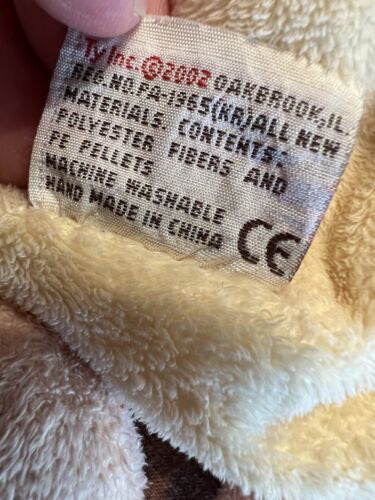 Ty Inc.©2002 OAKBROOK,IL.
REG.NO.FA-1965(KR)ALL NEW
MATERIALS. CONTENTS:
POLYESTER FIBERS AND
PE PELLETS
MACHINE WASHABLE
HAND MADE IN CHINA CE